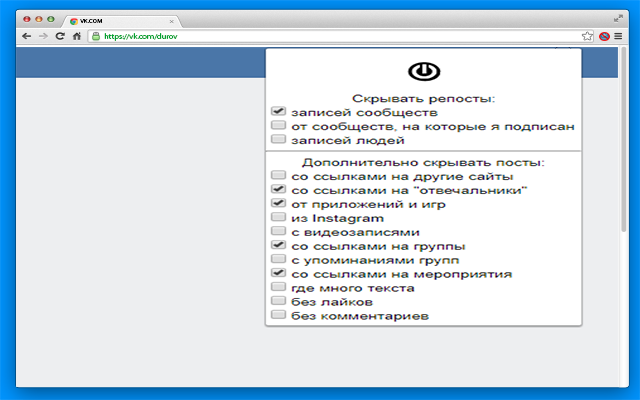 VK.COM
https://vk.com/durov
Скрывать репосты:
записей сообществ
от сообществ, на которые я подписан
записей людей
Дополнительно скрывать посты:
со ссылками на другие сайты
со ссылками на "отвечальники"
от приложений и игр
из Instagram
с видеозаписями
со ссылками на группы
с упоминаниями групп
со ссылками на мероприятия
где много текста
без лайков
без комментариев